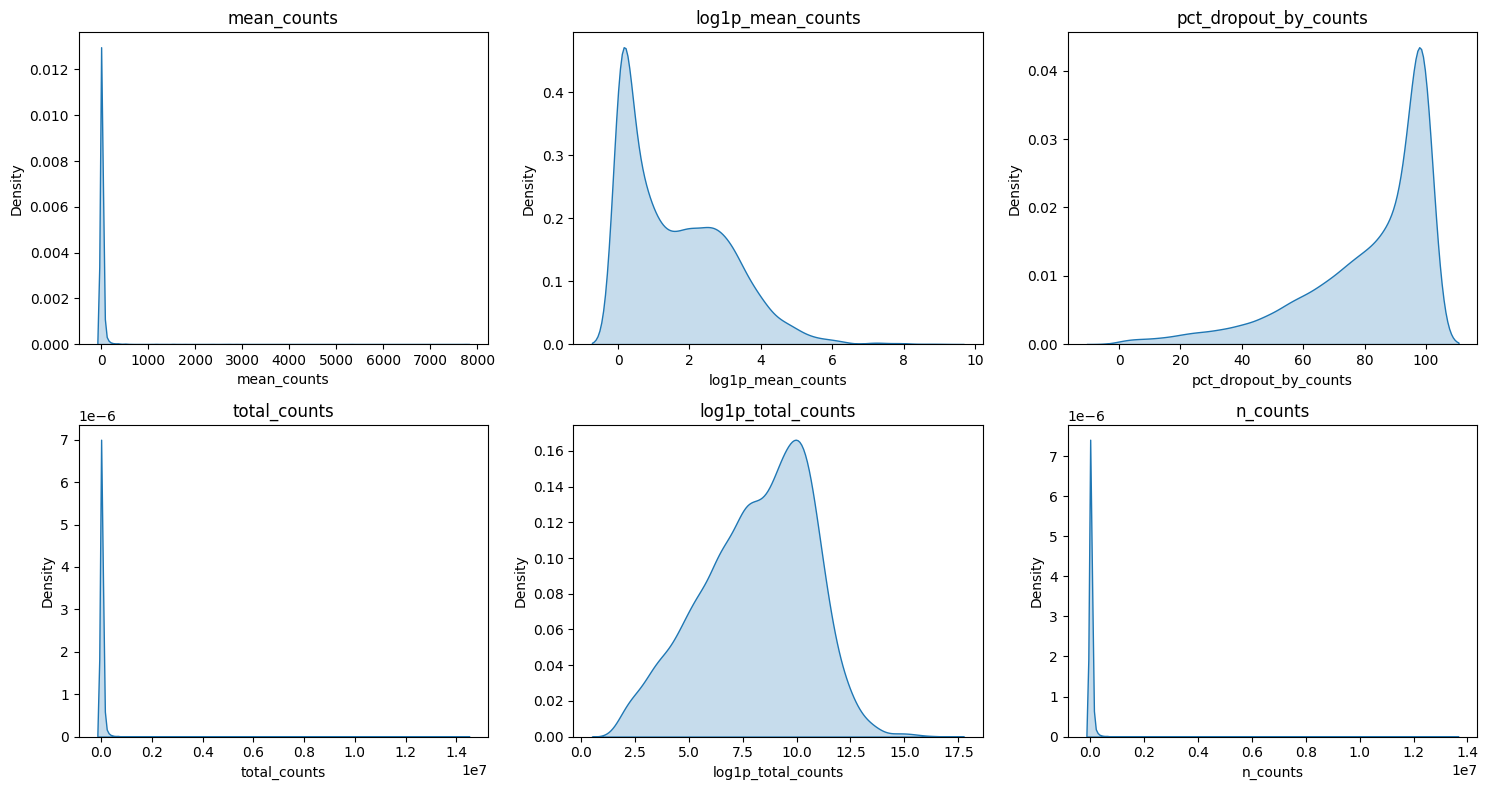 mean_counts
log1p_mean_counts
pct_dropout_by_counts
0.012
0.010
0.008
0.006
0.004
0.002
0.000
Density
0 1000 2000 3000 4000 5000 6000 7000 8000
mean_counts
0.4
0.3
0.2
0.1
0.0
Density
0 2 4 6 8 10
log1p_mean_counts
0.04
0.03
0.02
0.01
0.00
Density
0 20 40 60 80 100
pct_dropout_by_counts
total_counts
log1p_total_counts
n_counts
1e−6
7
6
5
4
3
2
1
0
Density
0.0 0.2 0.4 0.6 0.8 1.0 1.2 1.4
1e7
total_counts
0.16
0.14
0.12
0.10
0.08
0.06
0.04
0.02
0.00
Density
0.0 2.5 5.0 7.5 10.0 12.5 15.0 17.5
log1p_total_counts
1e−6
7
6
5
4
3
2
1
0
Density
0.0 0.2 0.4 0.6 0.8 1.0 1.2 1.4
1e7
n_counts